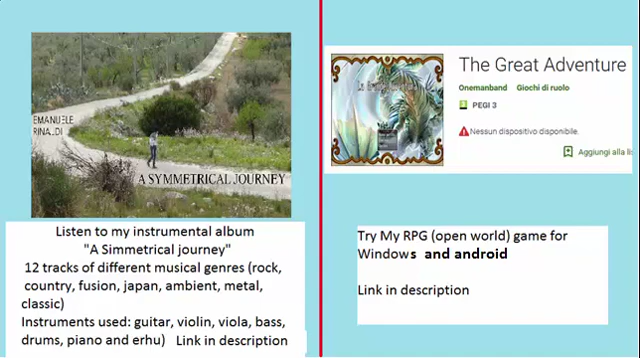 EMANUELE
RINALDI
A SYMMETRICAL JOURNEY
Listen to my instrumental album
"A Simmetrical journey"
12 tracks of different musical genres (rock,
country, fusion, japan, ambient, metal,
classic)
Instruments used: guitar, violin, viola, bass,
drums, piano and erhu) Link in description
The Great Adventure
Onemanband Giochi di ruolo
PEGI 3
Nessun dispositivo disponibile.
Aggiungi alla lis
Try My RPG (open world) game for
Windows and android
Link in description